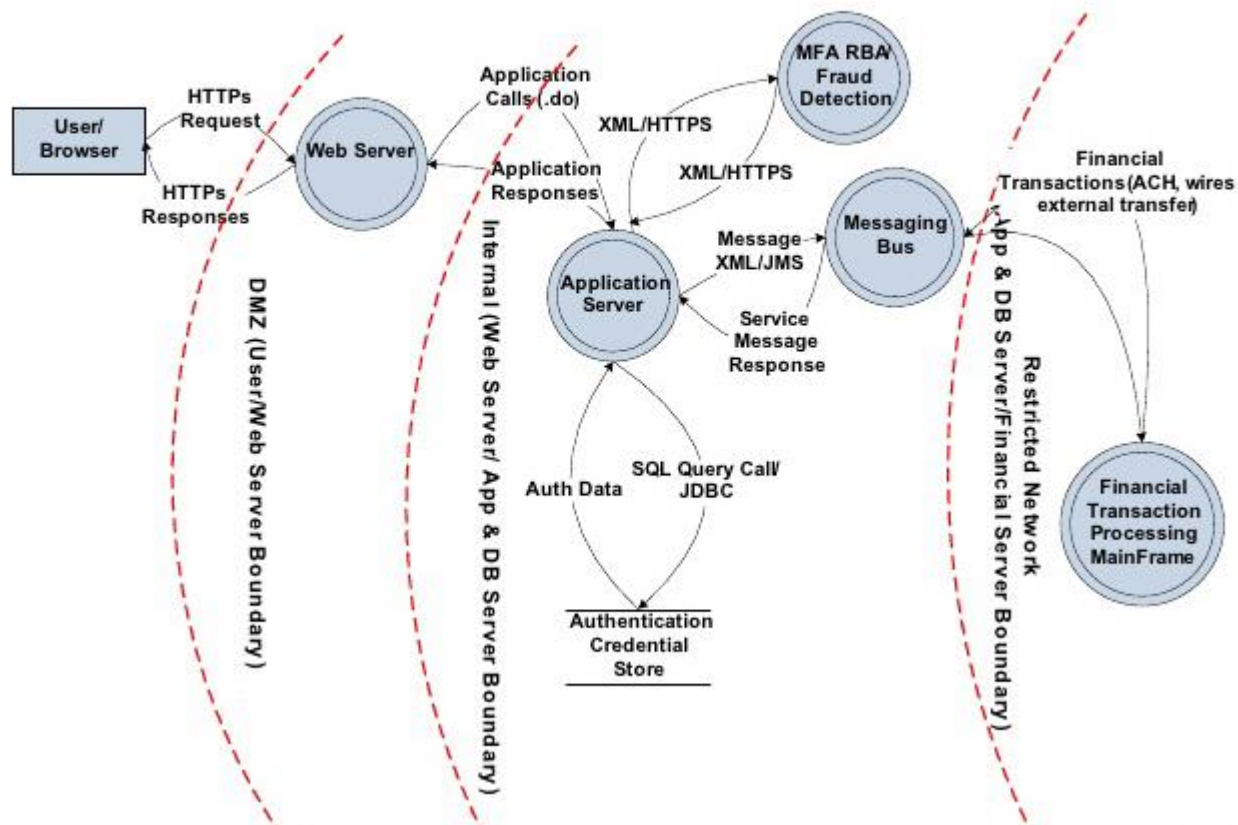 User/
Browser
HTTPs
Request
HTTPs
Responses
DMZ (User/Web Server Boundary)
Web Server
Application
Calls (.do)
Application
Responses
Internal (Web Server/ App & DB Server Boundary)
XML/HTTPS
XML/HTTPS
MFA RBA/
Fraud
Detection
Application
Server
Message
XML/JMS
Service
Message
Response
Messaging
Bus
Auth Data
SQL Query Call/
JDBC
Authentication
Credential
Store
Restricted Network
(App & DB Server/Financial Server Boundary)
Financial
Transactions(ACH, wires
external transfer)
Financial
Transaction
Processing
MainFrame